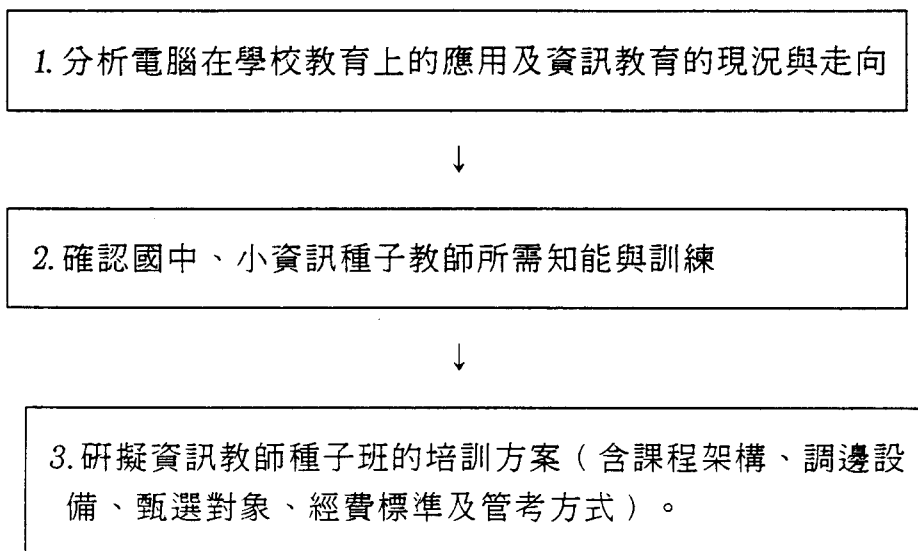 1. 分析電腦在學校教育上的應用及資訊教育的現況與走向
↓
2. 確認國中、小資訊種子教師所需知能與訓練
↓
3. 研擬資訊教師種子班的培訓方案（含課程架構、調邊設
備、甄選對象、經費標準及管考方式）。